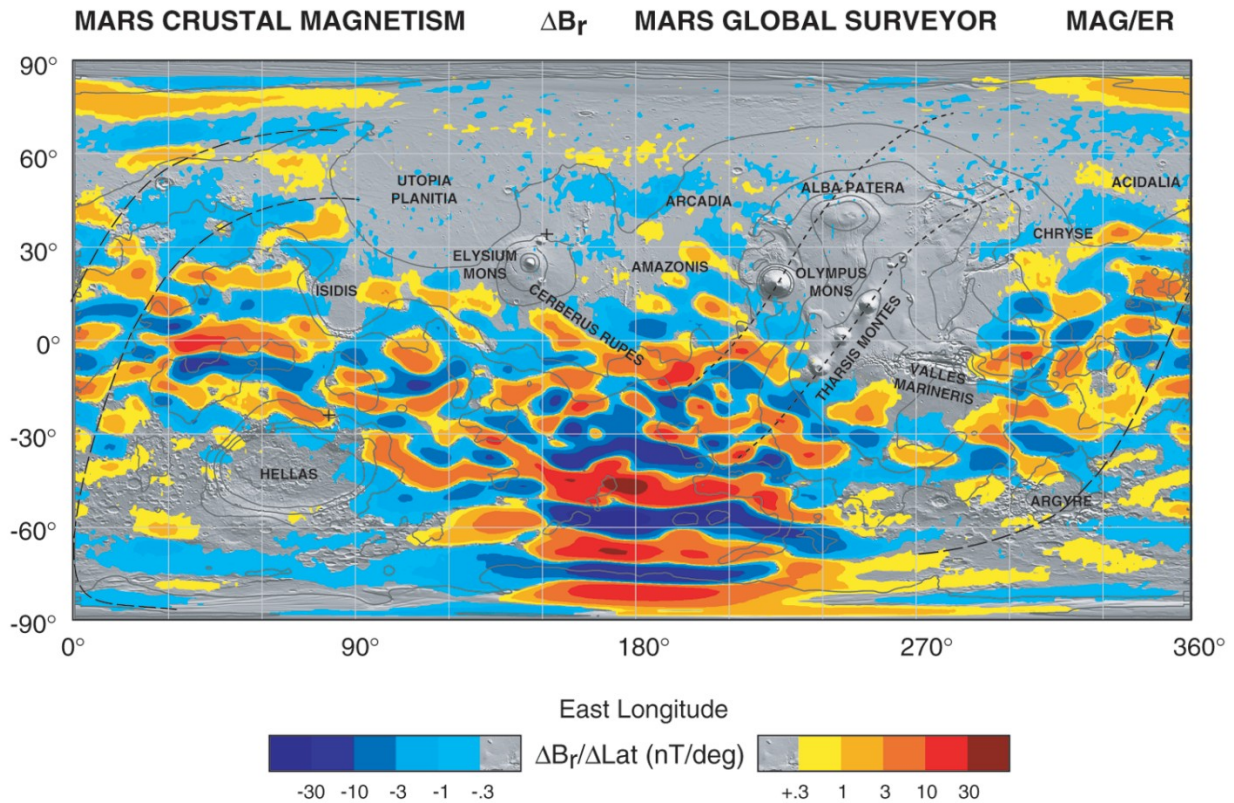 MARS CRUSTAL MAGNETISM ΔBr MARS GLOBAL SURVEYOR MAG/ER
90°
60°
30°
0°
-30°
-60°
-90°
UTOPIA
PLANITIA
ARCADIA
ALBA PATERA
ACIDALIA
ELYSIUM
MONS
AMAZONIS
OLYMPUS
MONS
CHRYSE
ISIDIS
CERBERUS RUPES
THARSIS MONTES
VALLES
MARINERIS
HELLAS
ARGYRE
0° 90° 180° 270° 360°
East Longitude
ΔBr/ΔLat (nT/deg)
-30 -10 -3 -1 -.3
+.3 1 3 10 30